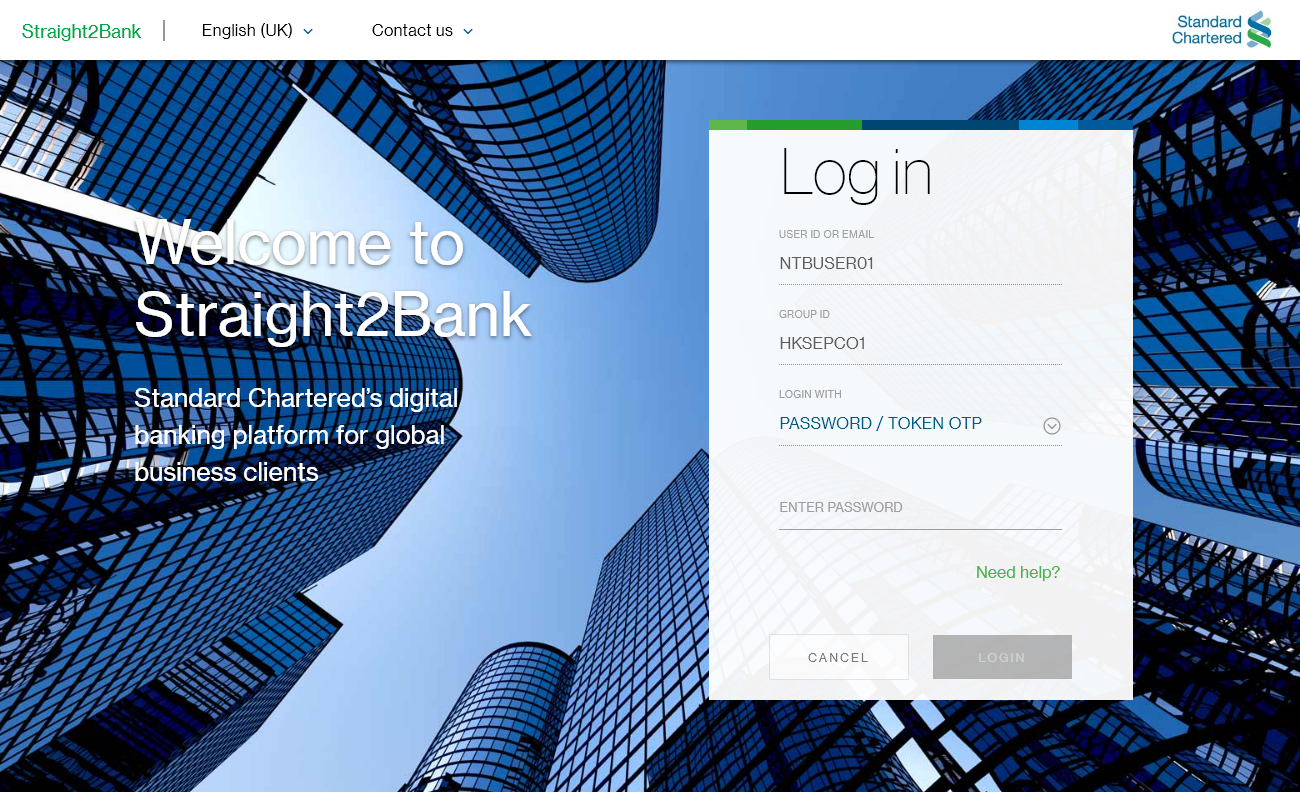 Straight2Bank
English (UK)
Contact us
Standard
Chartered
Welcome to
Straight2Bank
Standard Chartered’s digital
banking platform for global
business clients
Log in
USER ID OR EMAIL
NTBUSER01
GROUP ID
HKSEPCO1
LOGIN WITH
PASSWORD / TOKEN OTP
ENTER PASSWORD
Need help?
CANCEL
LOGIN